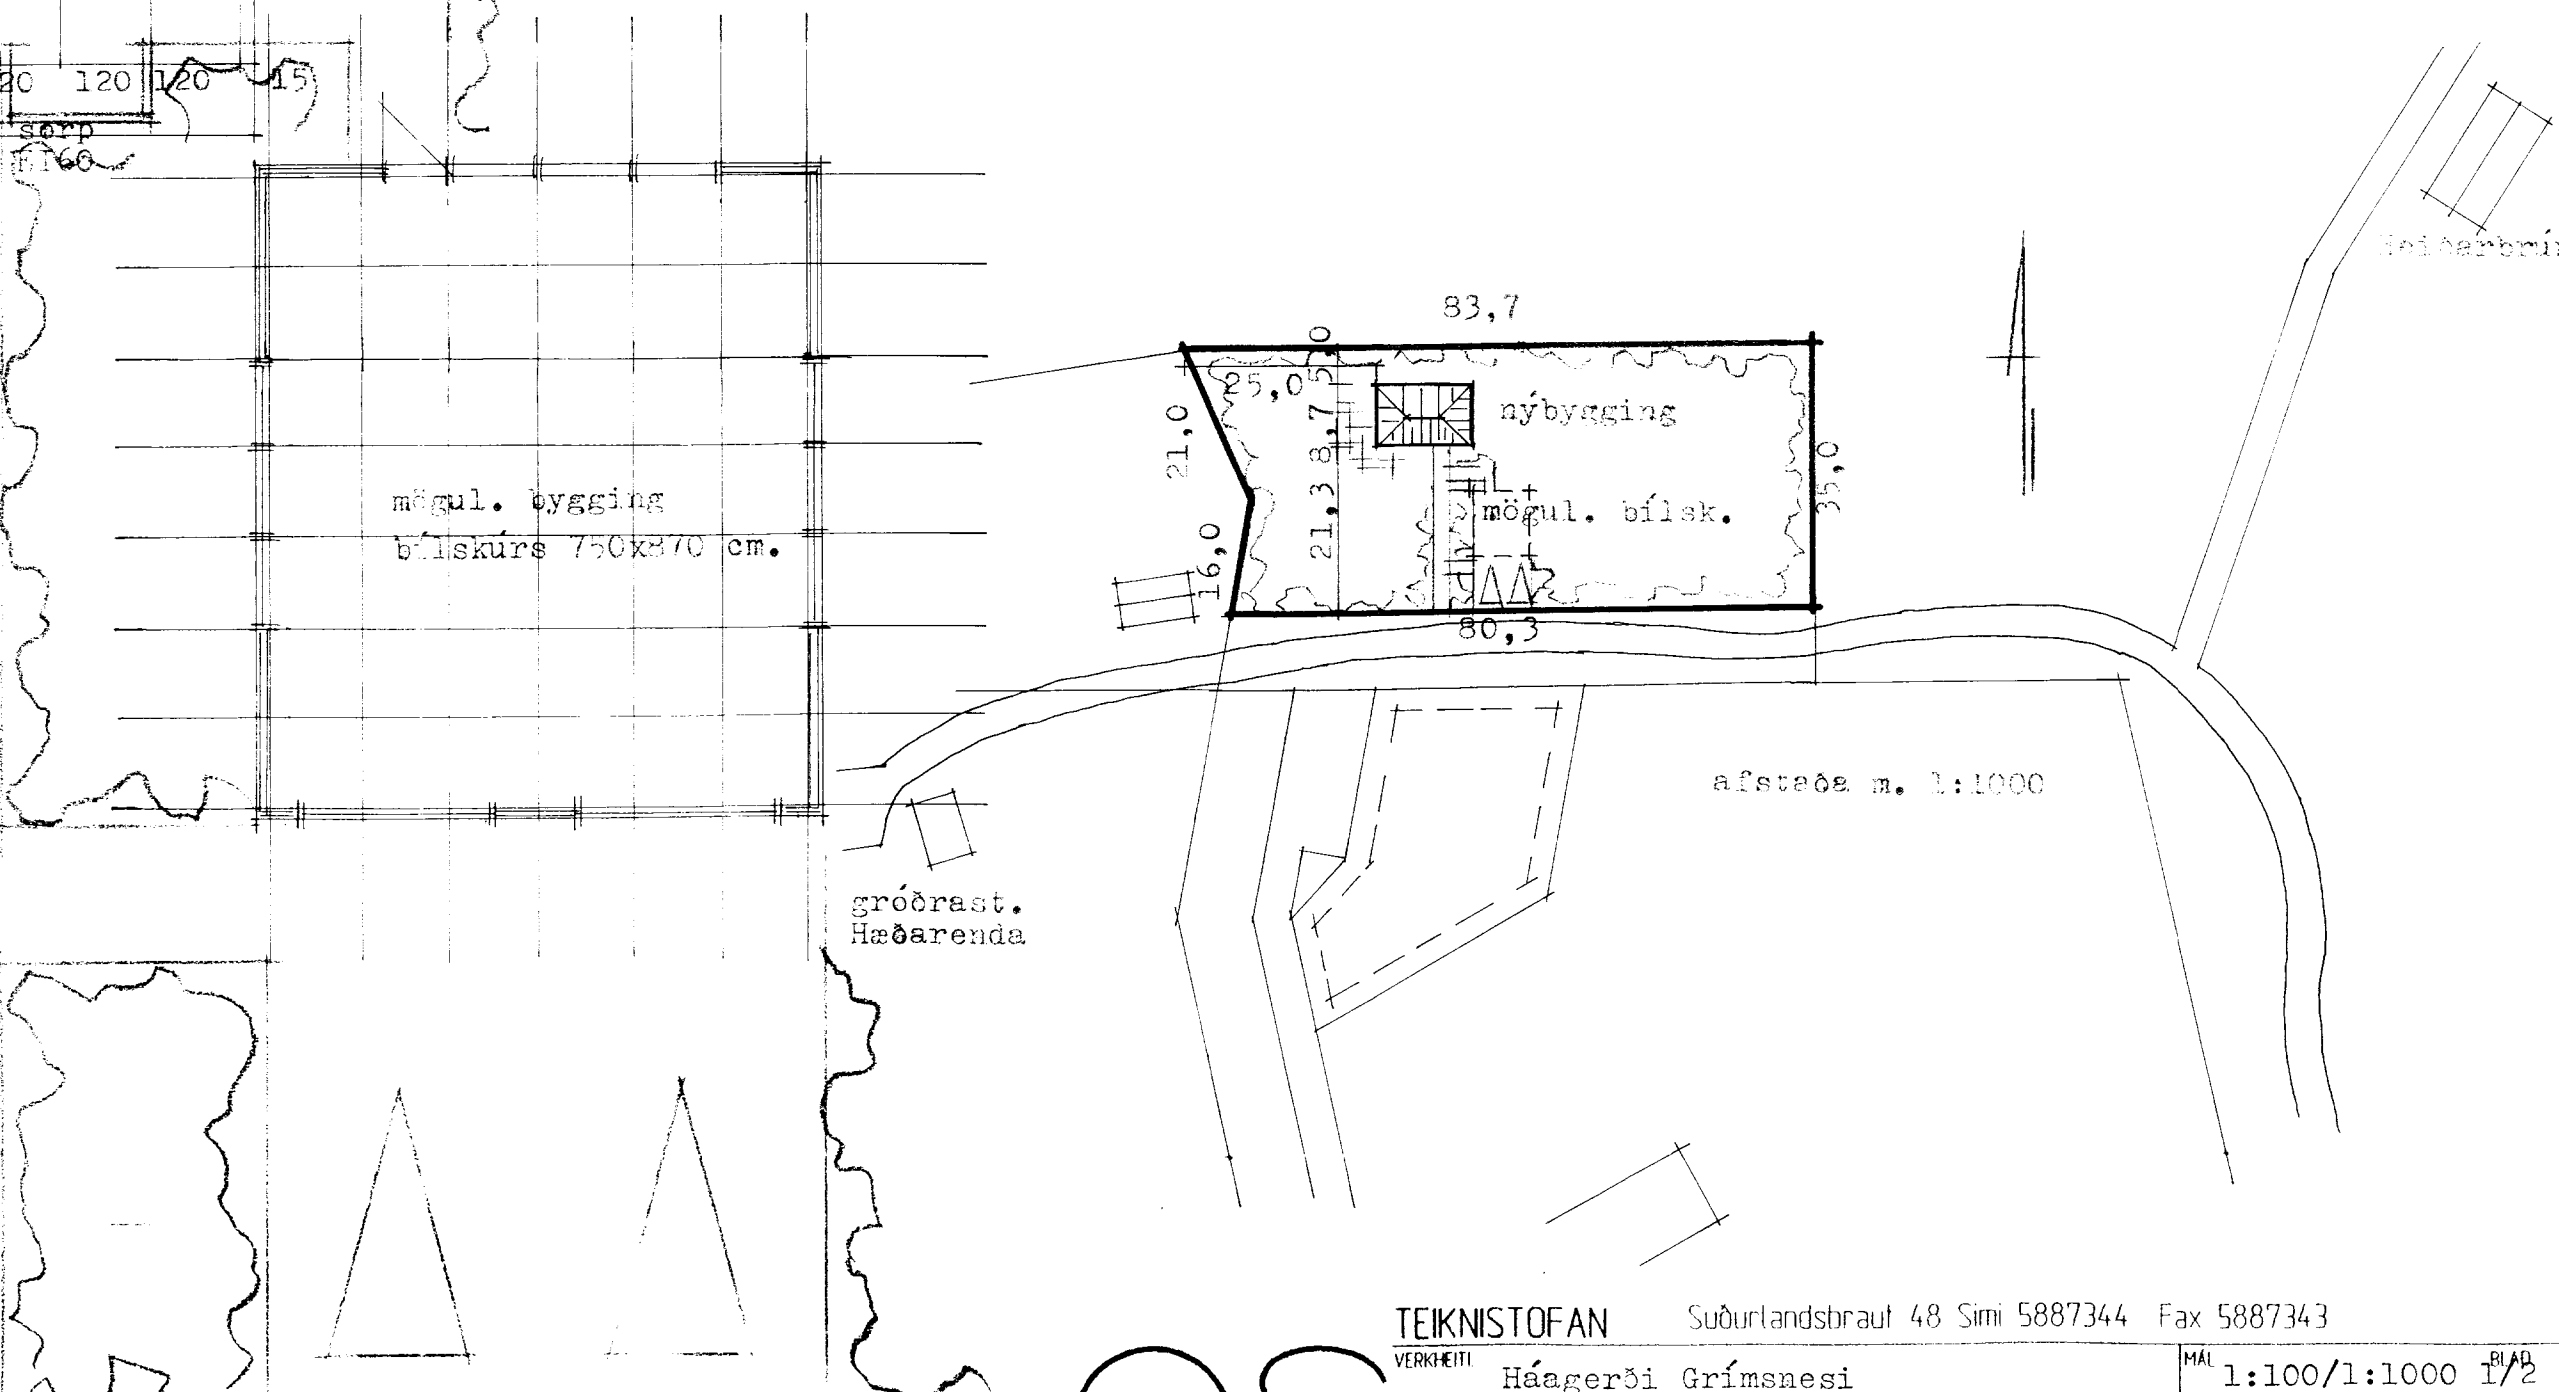 120 120 15
sorp
EI60
mögul. bygging
bílskúrs 750x870 cm.
83,7
25,0
5,0
8,7
21,3
21,0
16,0
nýbygging
mögul. bílsk.
35,0
80,3
afstaða m. 1:1000
gróðrast.
Hæðarenda
TEIKNISTOFAN Suðurlandsbraut 48 Simi 5887344 Fax 5887343
VERKHEITI
Háagerði Grímsnesi
MÁL 1:100/1:1000
BLAÐ 1/2